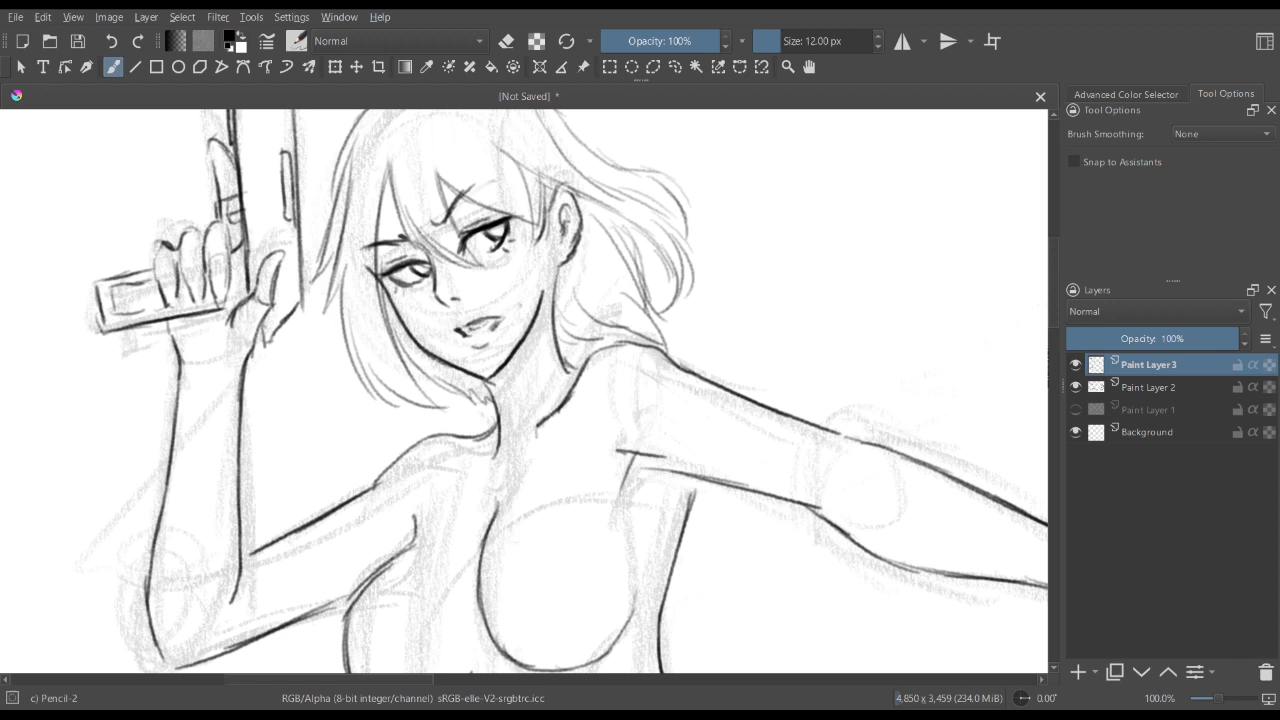 File Edit View Image Layer Select Filter Tools Settings Window Help
Normal Opacity: 100% Size: 12.00 px
[Not Saved] *
Advanced Color Selector Tool Options
Tool Options
Brush Smoothing: None
Snap to Assistants
Layers
Normal
Opacity: 100%
Paint Layer 3
Paint Layer 2
Paint Layer 1
Background
c) Pencil-2 RGB/Alpha (8-bit integer/channel) sRGB-elle-V2-srgbtrc.icc 4,850 x 3,459 (234.0 MiB) 0.00° 100.0%